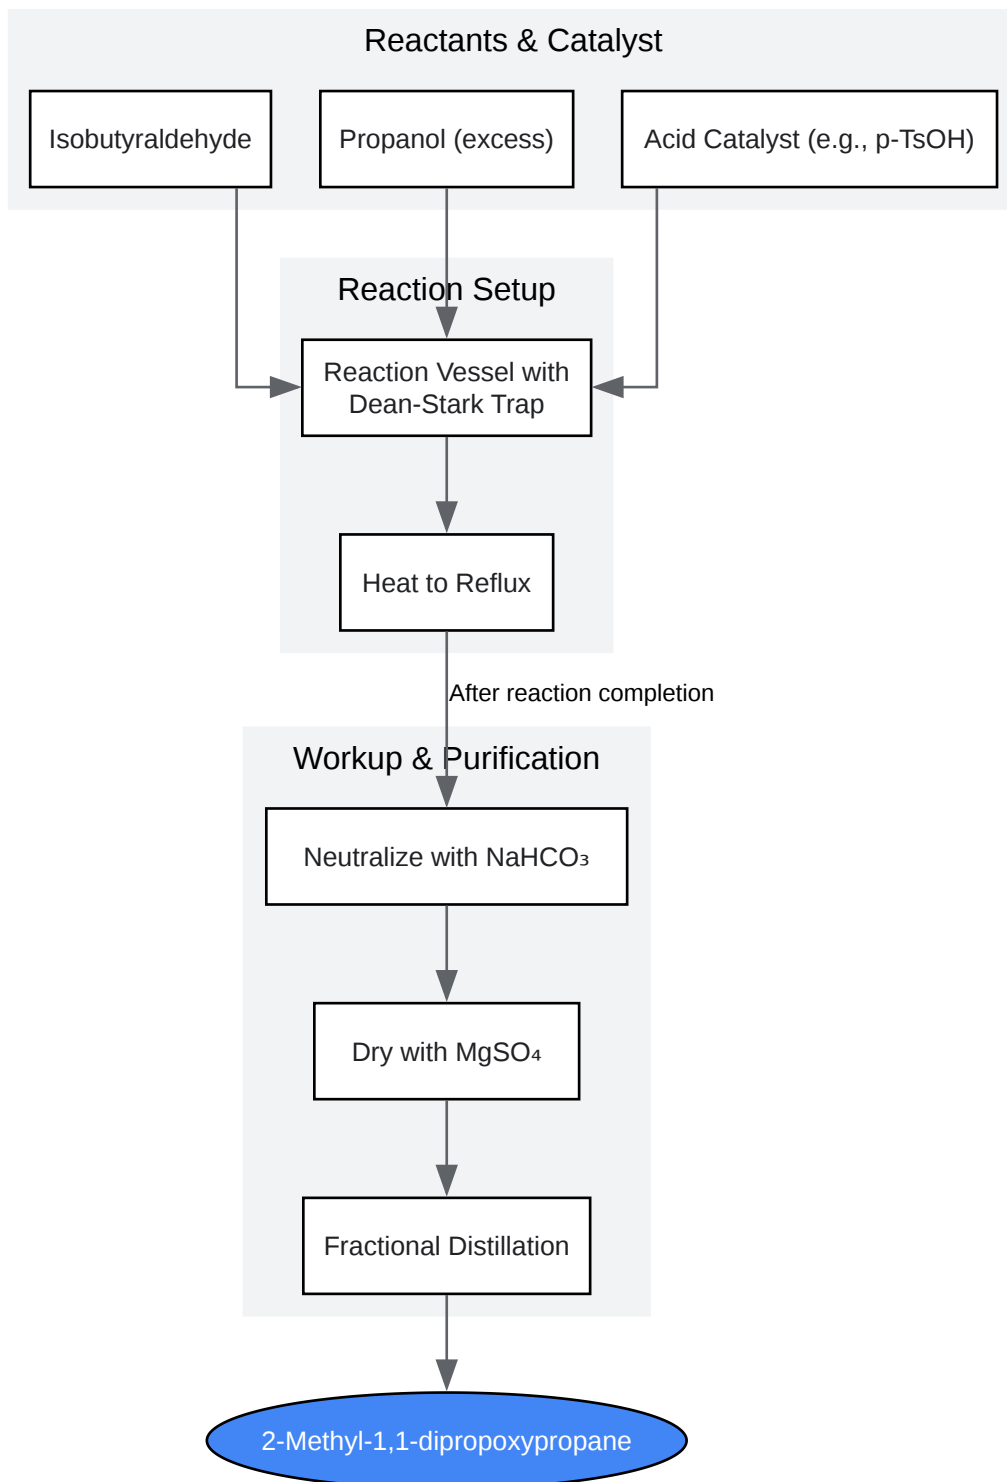 Reactants & Catalyst
Isobutyraldehyde
Propanol (excess)
Acid Catalyst (e.g., p-TsOH)
Reaction Setup
Reaction Vessel with
Dean-Stark Trap
Heat to Reflux
After reaction completion
Workup & Purification
Neutralize with NaHCO₃
Dry with MgSO₄
Fractional Distillation
2-Methyl-1,1-dipropoxypropane